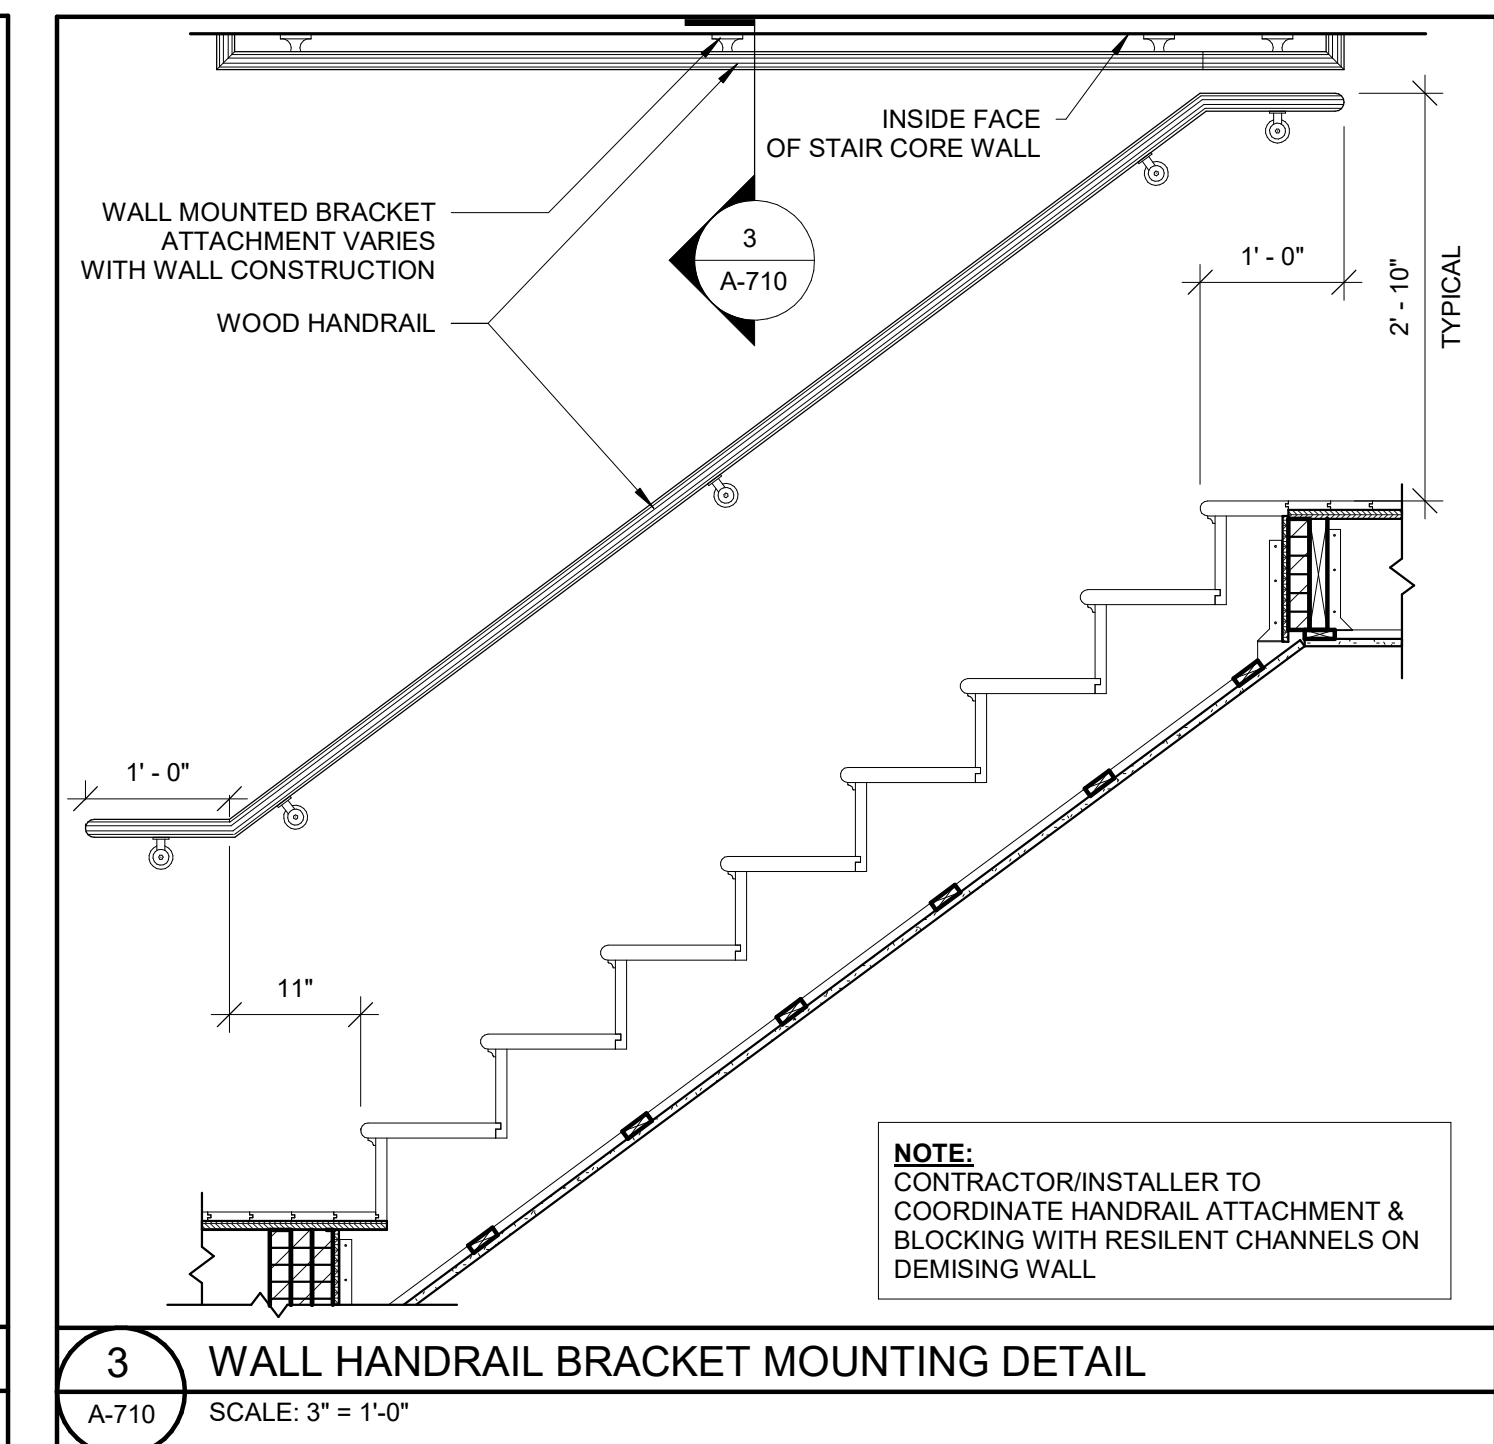 INSIDE FACE
OF STAIR CORE WALL
WALL MOUNTED BRACKET
ATTACHMENT VARIES
WITH WALL CONSTRUCTION
WOOD HANDRAIL
3
A-710
1' - 0"
2' - 10"
TYPICAL
1' - 0"
11"
NOTE:
CONTRACTOR/INSTALLER TO
COORDINATE HANDRAIL ATTACHMENT &
BLOCKING WITH RESILENT CHANNELS ON
DEMISING WALL
3
WALL HANDRAIL BRACKET MOUNTING DETAIL
A-710
SCALE: 3" = 1'-0"